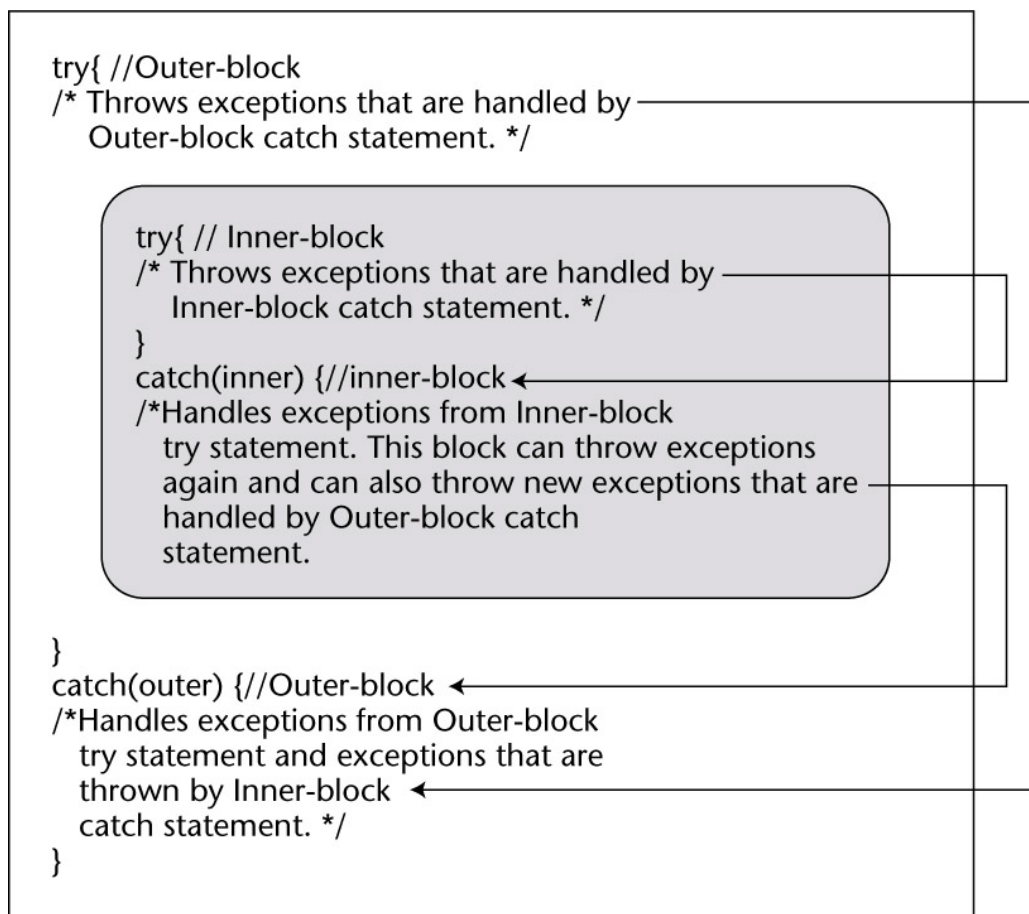 try{ //Outer-block
/* Throws exceptions that are handled by
Outer-block catch statement. */
try{ // Inner-block
/* Throws exceptions that are handled by
Inner-block catch statement. */
}
catch(inner) {//inner-block
/*Handles exceptions from Inner-block
try statement. This block can throw exceptions
again and can also throw new exceptions that are
handled by Outer-block catch
statement.
}
catch(outer) {//Outer-block
/*Handles exceptions from Outer-block
try statement and exceptions that are
thrown by Inner-block
catch statement. */
}